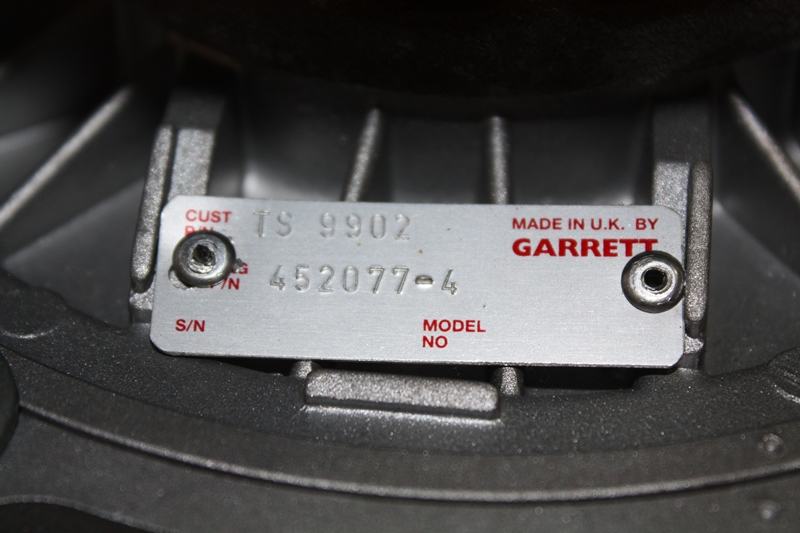 CUST TS 9902
P/N
MADE IN U.K. BY
GARRETT
P/N 452077-4
S/N
MODEL
NO